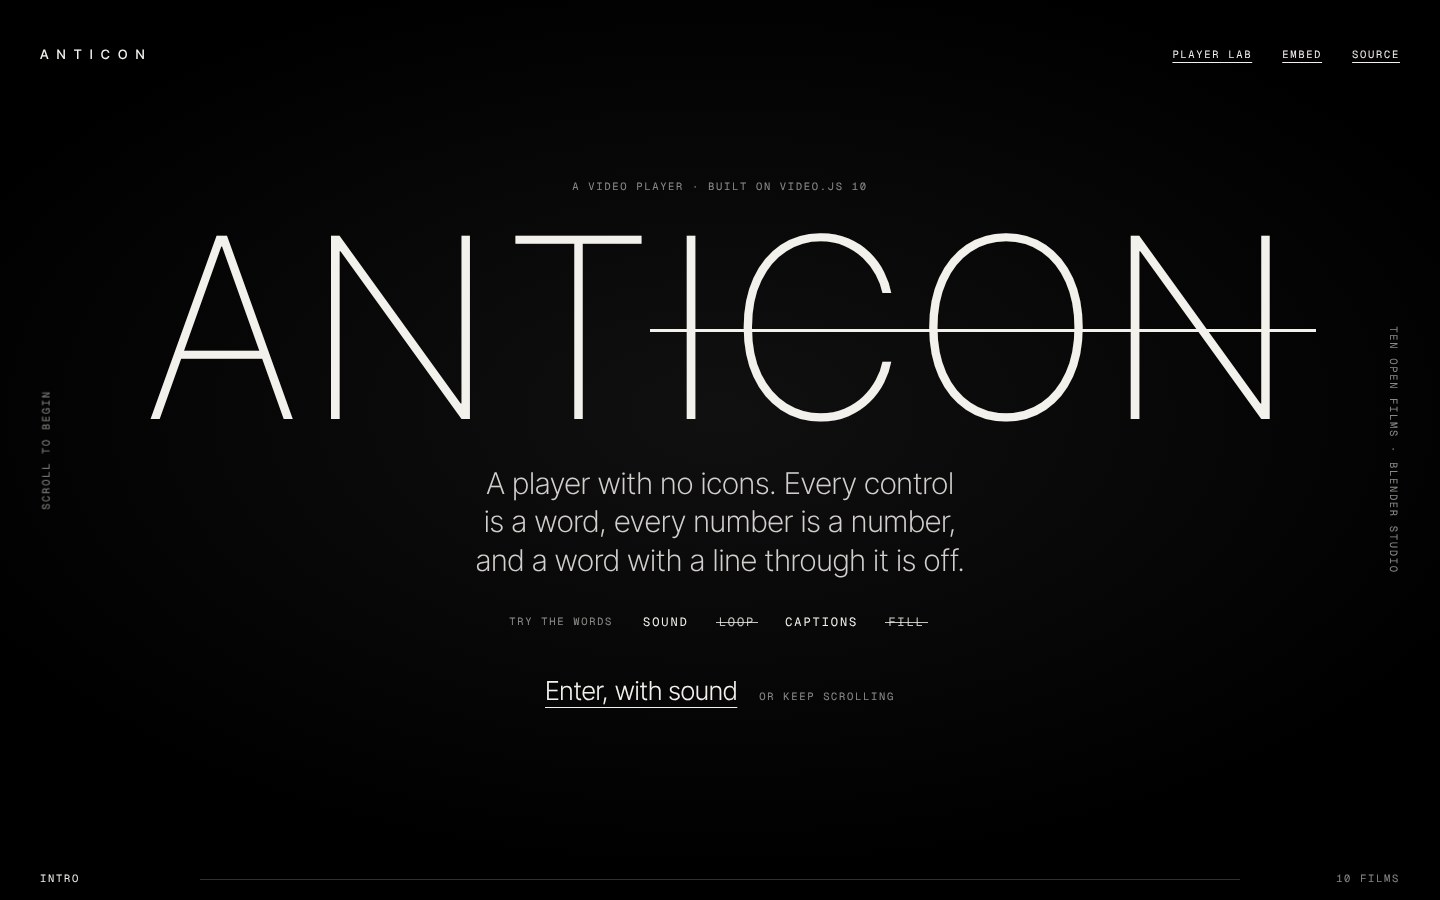 ANTICON
PLAYER LAB
EMBED
SOURCE
A VIDEO PLAYER · BUILT ON VIDEO.JS 10
ANTICON
A player with no icons. Every control
is a word, every number is a number,
and a word with a line through it is off.
TRY THE WORDS SOUND LOOP CAPTIONS FILL
Enter, with sound OR KEEP SCROLLING
SCROLL TO BEGIN
TEN OPEN FILMS · BLENDER STUDIO
INTRO
10 FILMS